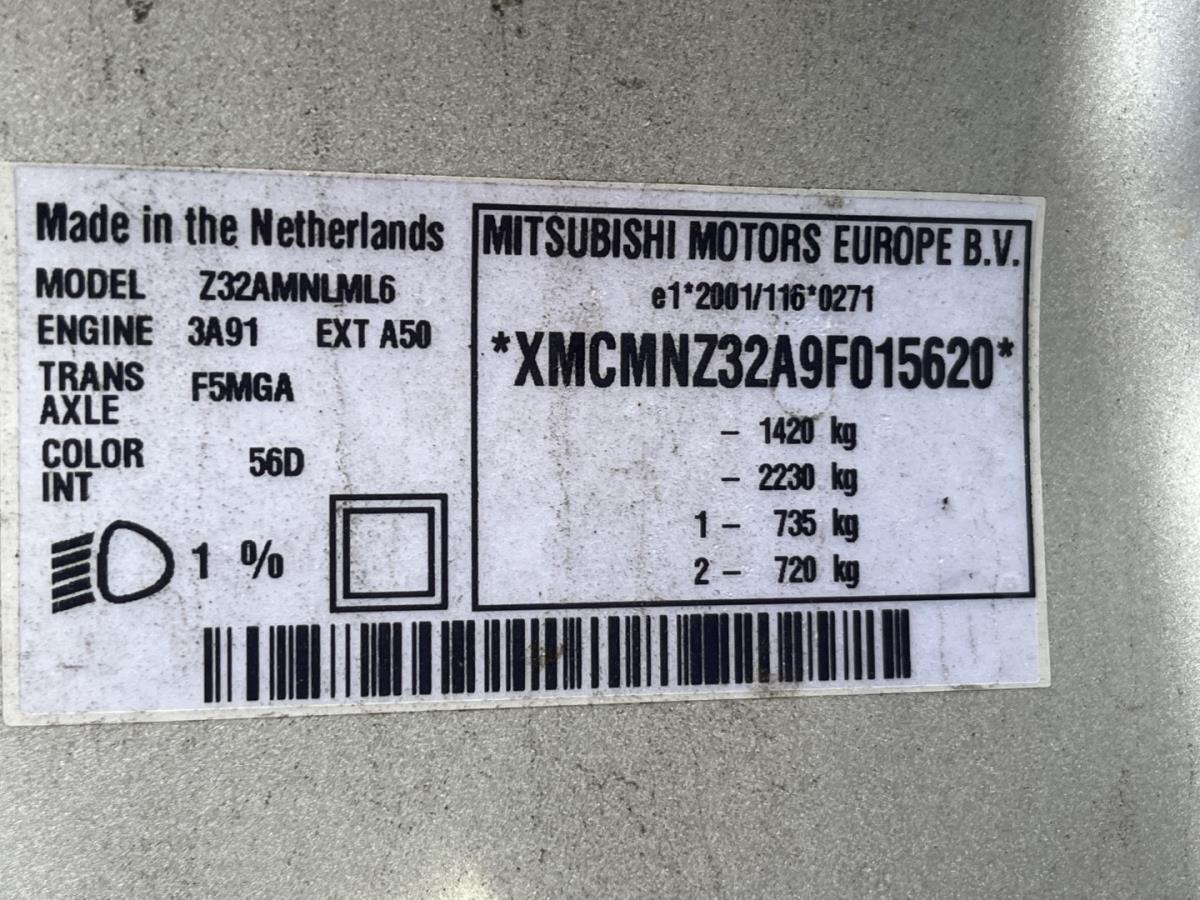 Made in the Netherlands
MODEL Z32AMNLML6
ENGINE 3A91 EXT A50
TRANS
AXLE F5MGA
COLOR
INT 56D
1 %
MITSUBISHI MOTORS EUROPE B.V.
e1*2001/116*0271
*XMCMNZ32A9F015620*
– 1420 kg
– 2230 kg
1 – 735 kg
2 – 720 kg